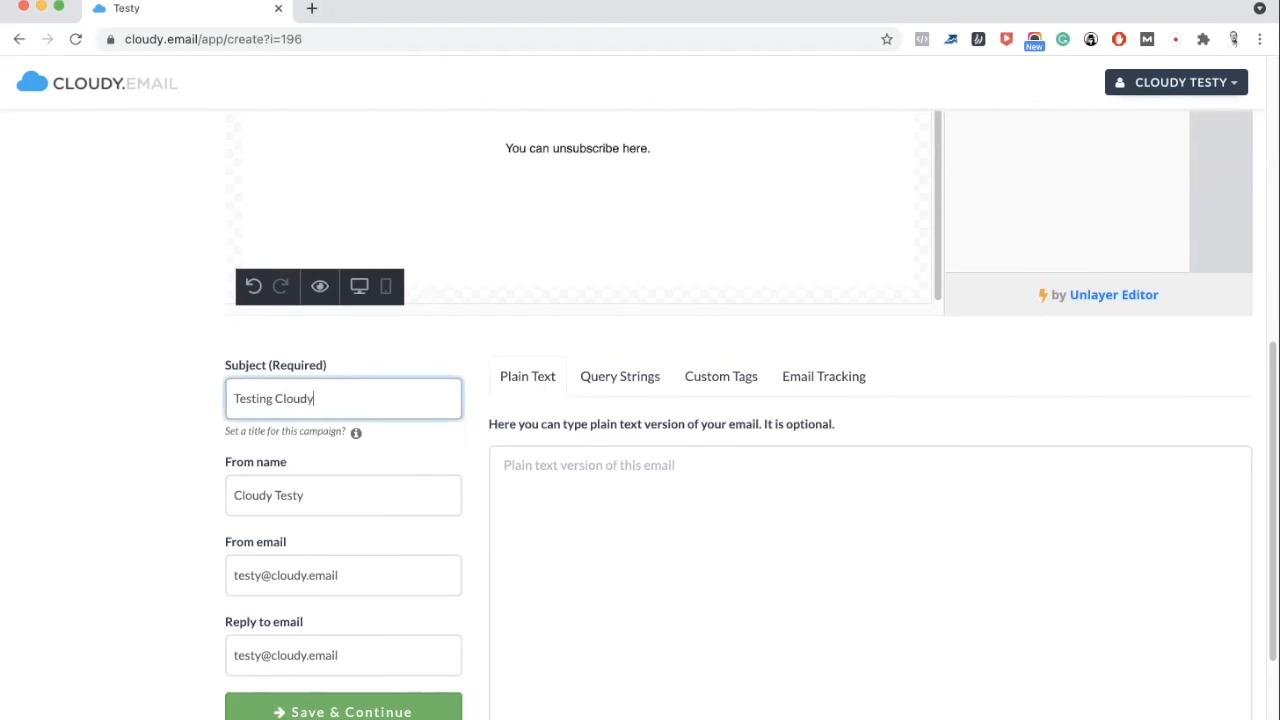 Testy
cloudy.email/app/create?i=196
New
CLOUDY.EMAIL
CLOUDY TESTY
You can unsubscribe here.
by Unlayer Editor
Subject (Required)
Testing Cloudy
Set a title for this campaign?
From name
Cloudy Testy
From email
testy@cloudy.email
Reply to email
testy@cloudy.email
Save & Continue
Plain Text Query Strings Custom Tags Email Tracking
Here you can type plain text version of your email. It is optional.
Plain text version of this email